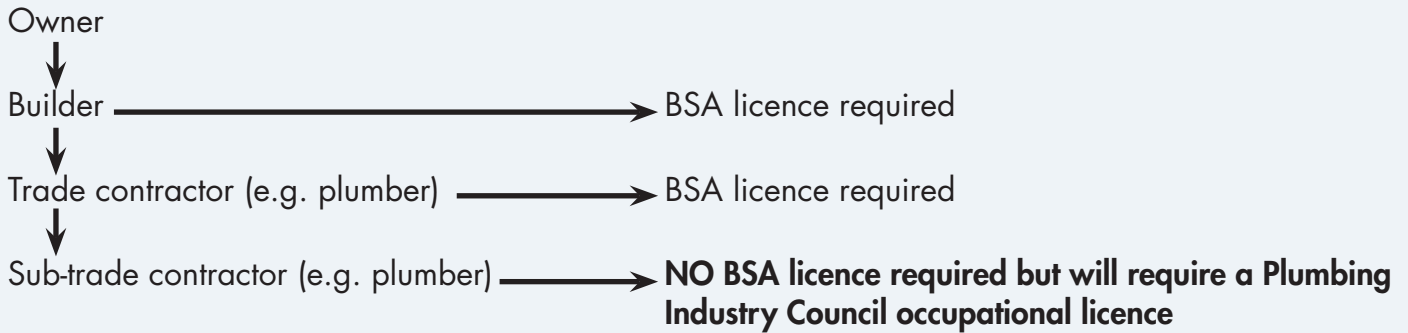 Owner
Builder BSA licence required
Trade contractor (e.g. plumber) BSA licence required
Sub-trade contractor (e.g. plumber) NO BSA licence required but will require a Plumbing
Industry Council occupational licence